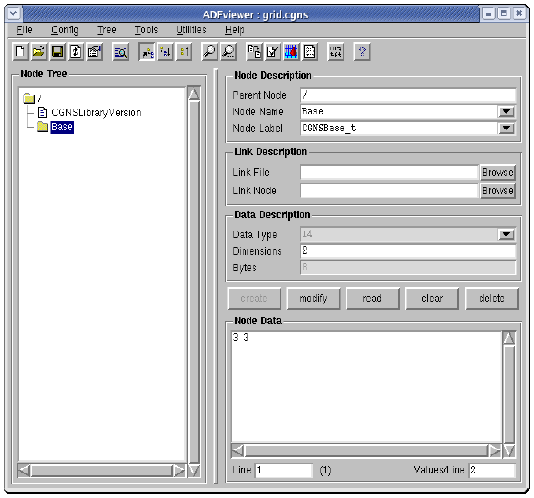 ADFviewer : grid.cgns
File Config Tree Tools Utilities Help
Node Tree
/
CGNSLibraryVersion
Base
Node Description
Parent Node /
Node Name Base
Node Label CGNSBase_t
Link Description
Link File Browse
Link Node Browse
Data Description
Data Type I4
Dimensions 2
Bytes 8
create modify read clear delete
Node Data
3 3
Line 1 (1) Values/Line 2